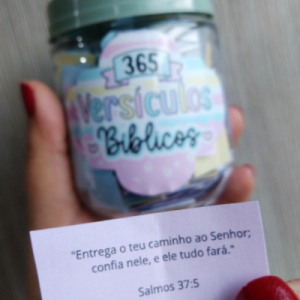 365
Versículos
Bíblicos
"Entrega o teu caminho ao Senhor;
confia nele, e ele tudo fará."
Salmos 37:5